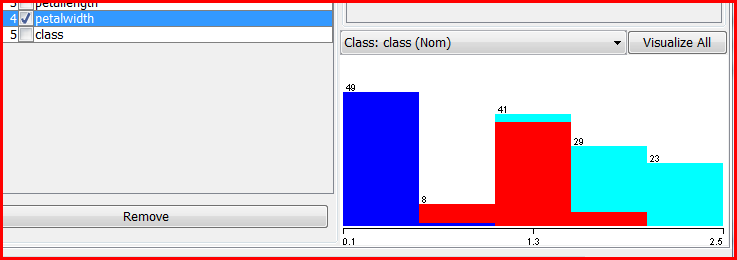 3 petallength
4 petalwidth
5 class
Remove
Class: class (Nom)
Visualize All
49
8
41
29
23
0.1
1.3
2.5